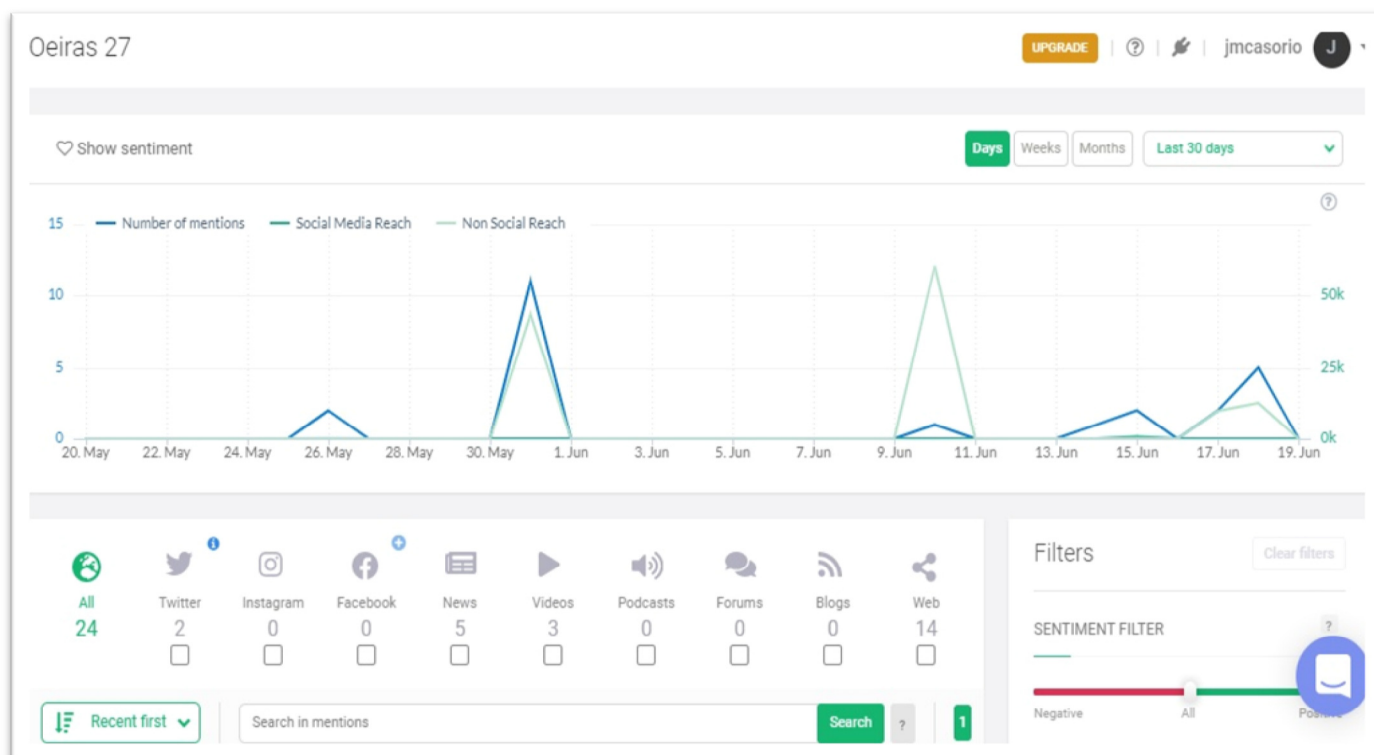 Oeiras 27
UPGRADE ? jmcasorio J
Show sentiment
Days Weeks Months Last 30 days
?
15 Number of mentions Social Media Reach Non Social Reach
10 50k
5 25k
0 0k
20. May 22. May 24. May 26. May 28. May 30. May 1. Jun 3. Jun 5. Jun 7. Jun 9. Jun 11. Jun 13. Jun 15. Jun 17. Jun 19. Jun
All Twitter Instagram Facebook News Videos Podcasts Forums Blogs Web
24 2 0 0 5 3 0 0 0 14
Recent first Search in mentions Search ? 1
Filters Clear filters
SENTIMENT FILTER ?
Negative All